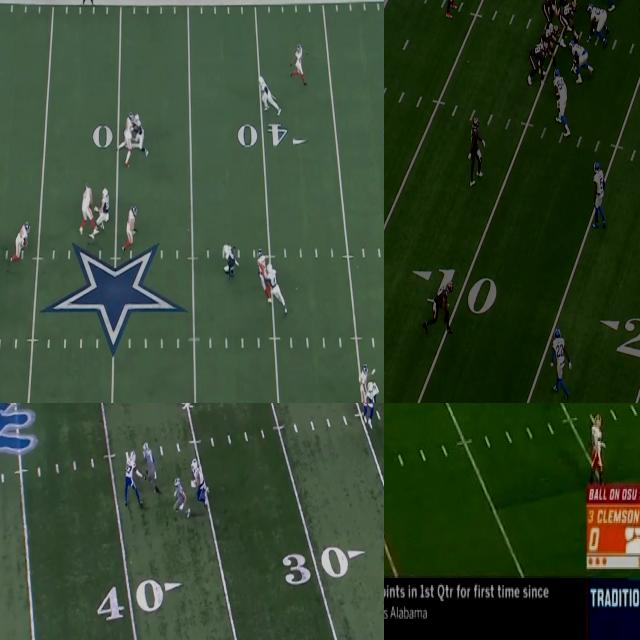 0
40
10
2
40
30
BALL ON OSU
3 CLEMSON
0
oints in 1st Qtr for first time since
s Alabama
TRADITIO